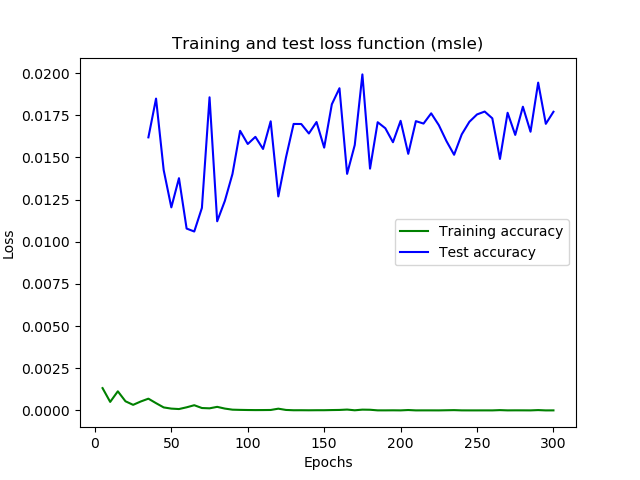 Training and test loss function (msle)
0.0200
0.0175
0.0150
0.0125
0.0100
0.0075
0.0050
0.0025
0.0000
Loss
Training accuracy
Test accuracy
0 50 100 150 200 250 300
Epochs